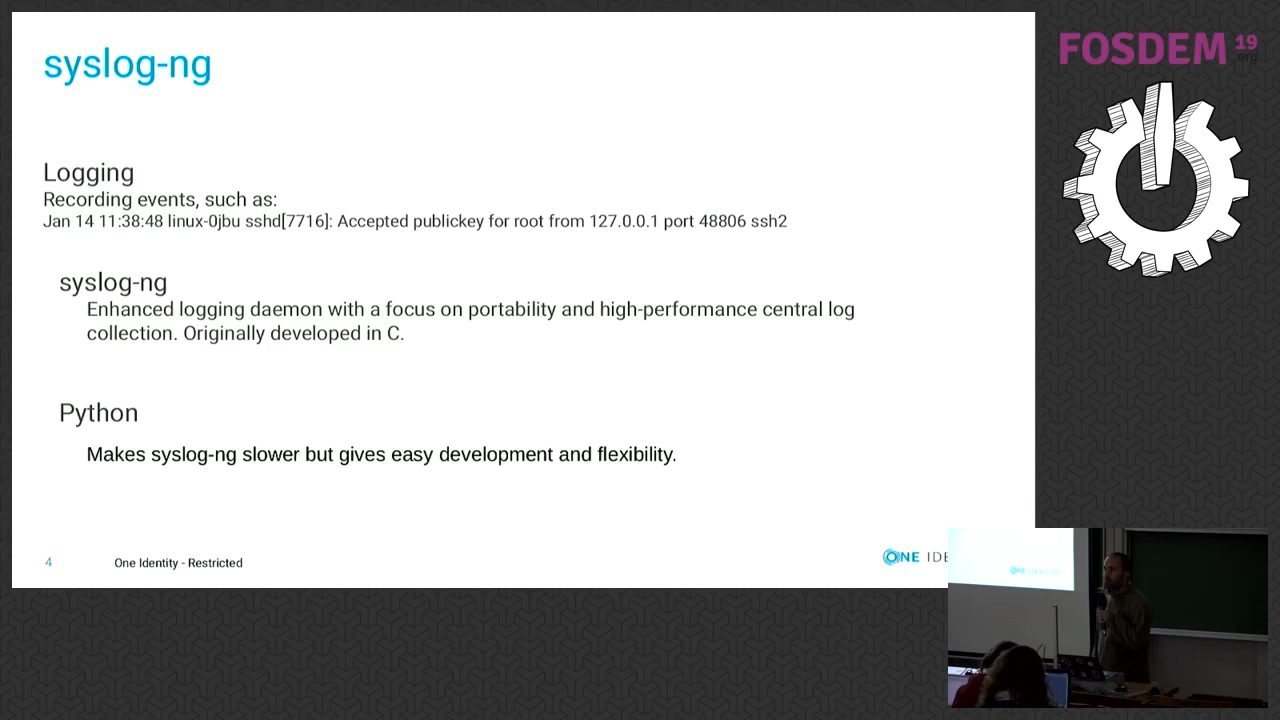 syslog-ng
Logging
Recording events, such as:
Jan 14 11:38:48 linux-0jbu sshd[7716]: Accepted publickey for root from 127.0.0.1 port 48806 ssh2
syslog-ng
Enhanced logging daemon with a focus on portability and high-performance central log
collection. Originally developed in C.
Python
Makes syslog-ng slower but gives easy development and flexibility.
4
One Identity - Restricted
ONE IDE
FOSDEM 19
.org
ONE IDENTITY